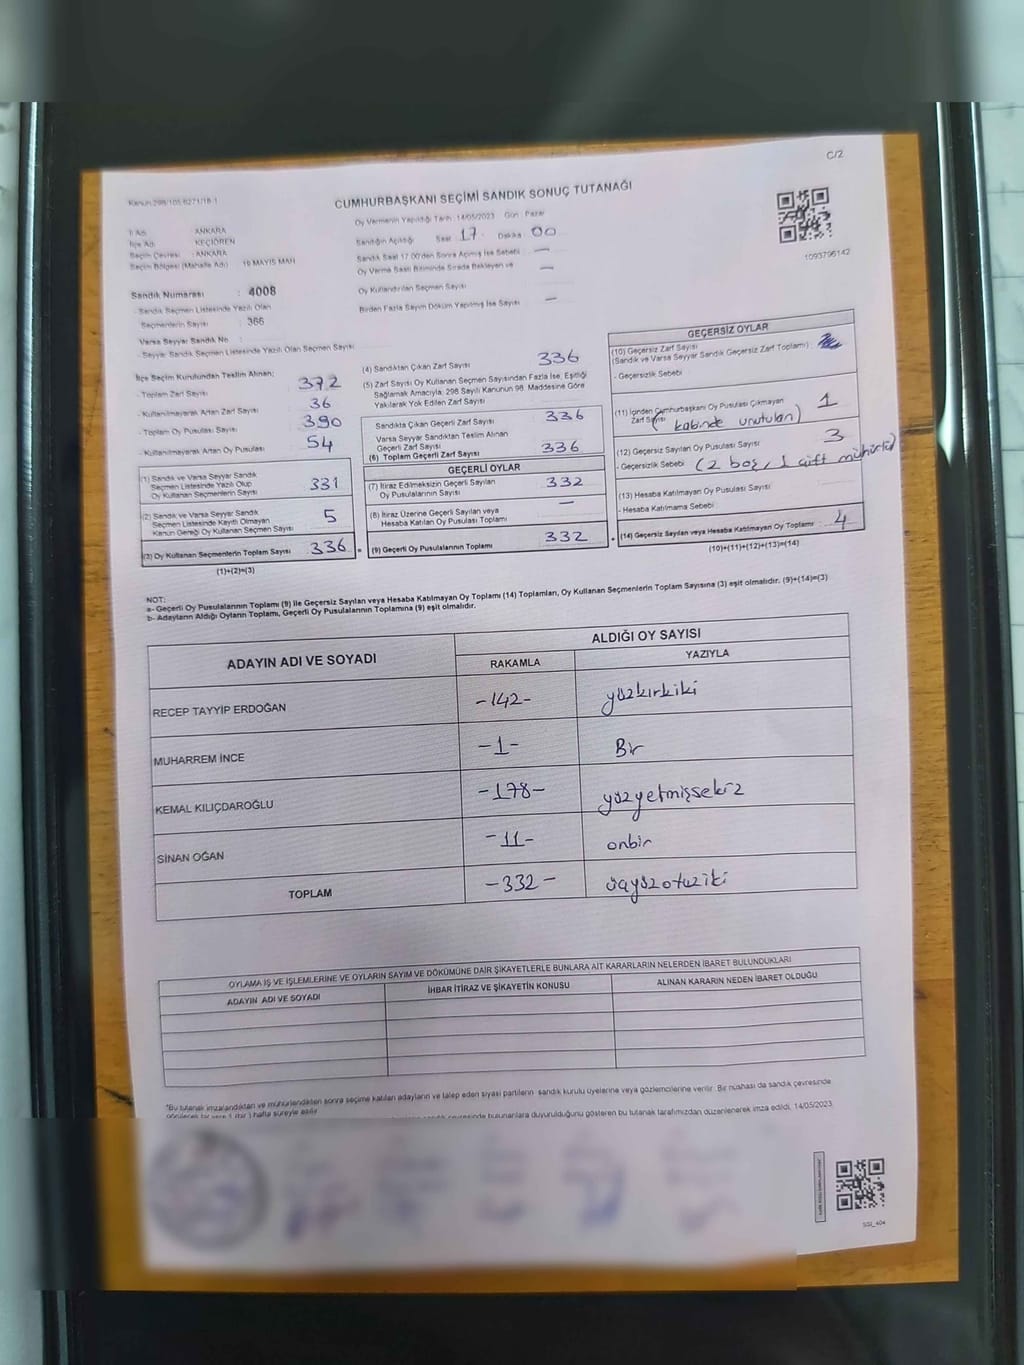 C/2
Kanun 298/105 6271/18-1
CUMHURBAŞKANI SEÇİMİ SANDIK SONUÇ TUTANAĞI
Oy Vermenin Yapıldığı Tarih : 14/05/2023 Gün : Pazar
İl Adı : ANKARA
İlçe Adı : KEÇİÖREN
Seçim Çevresi : ANKARA
Seçim Bölgesi (Mahalle Adı) : 19 MAYIS MAH
Sandık Numarası : 4008
- Sandık Seçmen Listesinde Yazılı Olan
Seçmenlerin Sayısı : 366
Varsa Seyyar Sandık No :
- Seyyar Sandık Seçmen Listesinde Yazılı Olan Seçmen Sayısı
Sandığın Açıldığı Saat 17 Dakika 00
Sandık Saat 17.00'den Sonra Açılmış İse Sebebi —
Oy Verme Saati Bitiminde Sırada Bekleyen ve —
Oy Kullandırılan Seçmen Sayısı
Birden Fazla Sayım Döküm Yapılmış İse Sayısı —
1093796142
İlçe Seçim Kurulundan Teslim Alınan;
- Toplam Zarf Sayısı 372
- Kullanılmayarak Artan Zarf Sayısı 36
- Toplam Oy Pusulası Sayısı 390
- Kullanılmayarak Artan Oy Pusulası 54
(1) Sandık ve Varsa Seyyar Sandık
Seçmen Listesinde Yazılı Olup
Oy Kullanan Seçmenlerin Sayısı 331
(2) Sandık ve Varsa Seyyar Sandık
Seçmen Listesinde Kayıtlı Olmayan
Kanun Gereği Oy Kullanan Seçmen Sayısı 5
(3) Oy Kullanan Seçmenlerin Toplam Sayısı 336 =
(1)+(2)=(3)
(4) Sandıktan Çıkan Zarf Sayısı 336
(5) Zarf Sayısı Oy Kullanan Seçmen Sayısından Fazla İse, Eşitliği
Sağlamak Amacıyla, 298 Sayılı Kanunun 98. Maddesine Göre
Yakılarak Yok Edilen Zarf Sayısı
Sandıkta Çıkan Geçerli Zarf Sayısı 336
Varsa Seyyar Sandıktan Teslim Alınan
Geçerli Zarf Sayısı
(6) Toplam Geçerli Zarf Sayısı 336
GEÇERLİ OYLAR
(7) İtiraz Edilmeksizin Geçerli Sayılan
Oy Pusulalarının Sayısı 332
(8) İtiraz Üzerine Geçerli Sayılan veya
Hesaba Katılan Oy Pusulası Toplamı —
(9) Geçerli Oy Pusulalarının Toplamı 332 +
GEÇERSİZ OYLAR
(10) Geçersiz Zarf Sayısı
(Sandık ve Varsa Seyyar Sandık Geçersiz Zarf Toplamı) :
- Geçersizlik Sebebi
(11) İçinden Cumhurbaşkanı Oy Pusulası Çıkmayan
Zarf Sayısı 1
(kabinde unutulan)
(12) Geçersiz Sayılan Oy Pusulası Sayısı 3
- Geçersizlik Sebebi (2 boş, 1 çift mühürlü)
(13) Hesaba Katılmayan Oy Pusulası Sayısı
- Hesaba Katılmama Sebebi
(14) Geçersiz Sayılan veya Hesaba Katılmayan Oy Toplamı : 4
(10)+(11)+(12)+(13)=(14)
NOT:
a- Geçerli Oy Pusulalarının Toplamı (9) ile Geçersiz Sayılan veya Hesaba Katılmayan Oy Toplamı (14) Toplamları, Oy Kullanan Seçmenlerin Toplam Sayısına (3) eşit olmalıdır. (9)+(14)=(3)
b- Adayların Aldığı Oyların Toplamı, Geçerli Oy Pusulalarının Toplamına (9) eşit olmalıdır.
ADAYIN ADI VE SOYADI
ALDIĞI OY SAYISI
RAKAMLA YAZIYLA
RECEP TAYYİP ERDOĞAN -142- yüzkırkiki
MUHARREM İNCE -1- Bir
KEMAL KILIÇDAROĞLU -178- yüzyetmişsekiz
SİNAN OĞAN -11- onbir
TOPLAM -332- üçyüzotuziki
OYLAMA İŞ VE İŞLEMLERİNE VE OYLARIN SAYIM VE DÖKÜMÜNE DAİR ŞİKAYETLERLE BUNLARA AİT KARARLARIN NELERDEN İBARET BULUNDUKLARI
ADAYIN ADI VE SOYADI İHBAR İTİRAZ VE ŞİKAYETİN KONUSU ALINAN KARARIN NEDEN İBARET OLDUĞU
"Bu tutanak imzalandıktan ve mühürlendikten sonra seçime katılan adayların ve talep eden siyasi partilerin sandık kurulu üyelerine veya gözlemcilerine verilir. Bir nüshası da sandık çevresinde
görülecek bir yere 1 (bir) hafta süreyle asılır. sandık çevresinde bulunanlara duyurulduğunu gösteren bu tutanak tarafımızdan düzenlenerek imza edildi. 14/05/2023
SGI_404